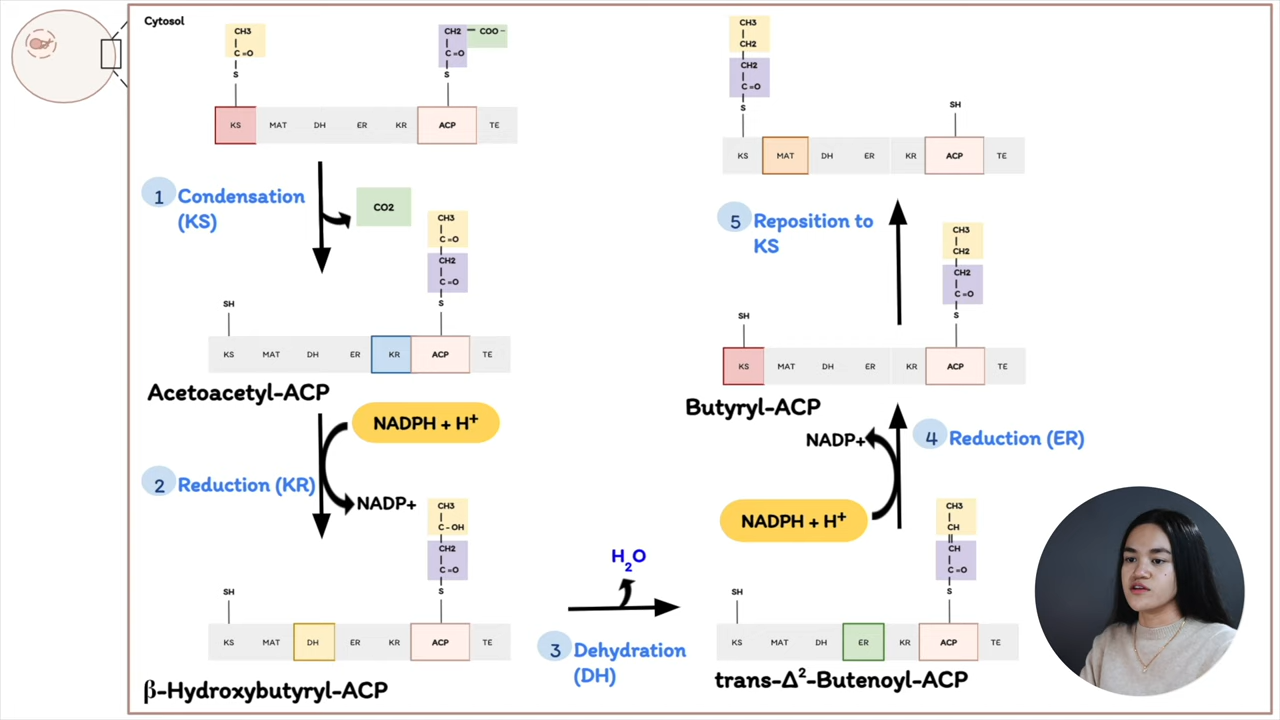 Cytosol
CH3
C =O
S
KS MAT DH ER KR ACP TE
CH2 COO –
C =O
S
1 Condensation
(KS)
CO2
CH3
C =O
CH2
C =O
S
SH
KS MAT DH ER KR ACP TE
Acetoacetyl-ACP
NADPH + H⁺
2 Reduction (KR)
NADP+
CH3
C - OH
CH2
C =O
S
SH
KS MAT DH ER KR ACP TE
β-Hydroxybutyryl-ACP
H₂O
3 Dehydration
(DH)
CH3
CH
CH
C =O
S
SH
KS MAT DH ER KR ACP TE
trans-Δ²-Butenoyl-ACP
NADPH + H⁺
NADP+
4 Reduction (ER)
CH3
CH2
CH2
C =O
S
SH
KS MAT DH ER KR ACP TE
Butyryl-ACP
5 Reposition to
KS
CH3
CH2
CH2
C =O
S
SH
KS MAT DH ER KR ACP TE